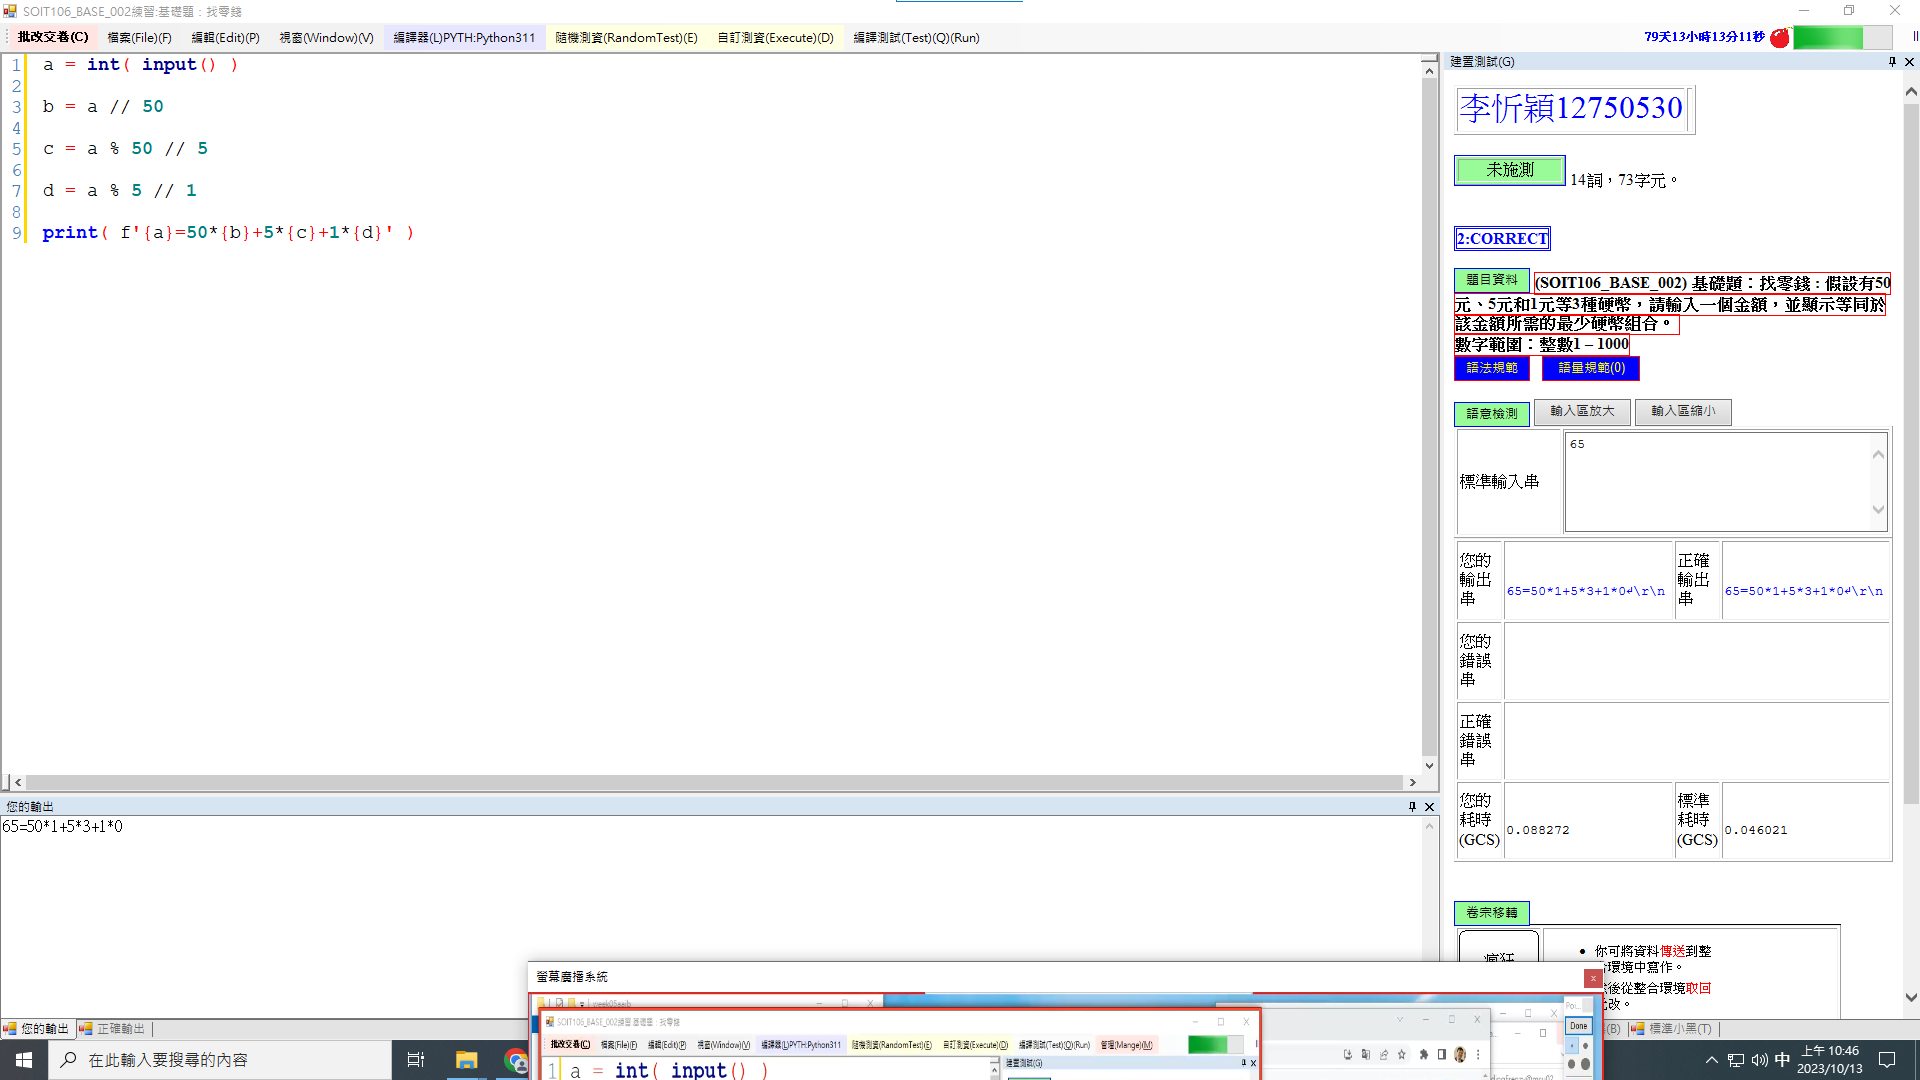 SOIT106_BASE_002練習:基礎題：找零錢
批改交卷(C) 檔案(File)(F) 編輯(Edit)(P) 視窗(Window)(V) 編譯器(L)PYTH:Python311 隨機測資(RandomTest)(E) 自訂測資(Execute)(D) 編譯測試(Test)(Q)(Run) 79天13小時13分11秒
1 a = int( input() )
2
3 b = a // 50
4
5 c = a % 50 // 5
6
7 d = a % 5 // 1
8
9 print( f'{a}=50*{b}+5*{c}+1*{d}' )
建置測試(G)
李忻穎12750530
未施測 14詞，73字元。
2:CORRECT
題目資料 (SOIT106_BASE_002) 基礎題：找零錢 : 假設有50
元、5元和1元等3種硬幣，請輸入一個金額，並顯示等同於
該金額所需的最少硬幣組合。
數字範圍：整數1 – 1000
語法規範 語量規範(0)
語意檢測 輸入區放大 輸入區縮小
標準輸入串 65
您的輸出串 65=50*1+5*3+1*0↵\r\n 正確輸出串 65=50*1+5*3+1*0↵\r\n
您的錯誤串
正確錯誤串
您的耗時(GCS) 0.088272 標準耗時(GCS) 0.046021
卷宗移轉
瘋狂
你可將資料傳送到整
環境中寫作。
後從整合環境取回
改。
您的輸出
65=50*1+5*3+1*0
您的輸出 正確輸出
(B) 標準小黑(T)
螢幕廣播系統
week05aeib
SOIT106_BASE_002練習:基礎題：找零錢
批改交卷(C) 檔案(File)(F) 編輯(Edit)(P) 視窗(Window)(V) 編譯器(L)PYTH:Python311 隨機測資(RandomTest)(E) 自訂測資(Execute)(D) 編譯測試(Test)(Q)(Run) 管理(Mange)(M)
1 a = int( input() )
建置測試(G)
Poi...
Done
在此輸入要搜尋的內容
中
上午 10:46
2023/10/13